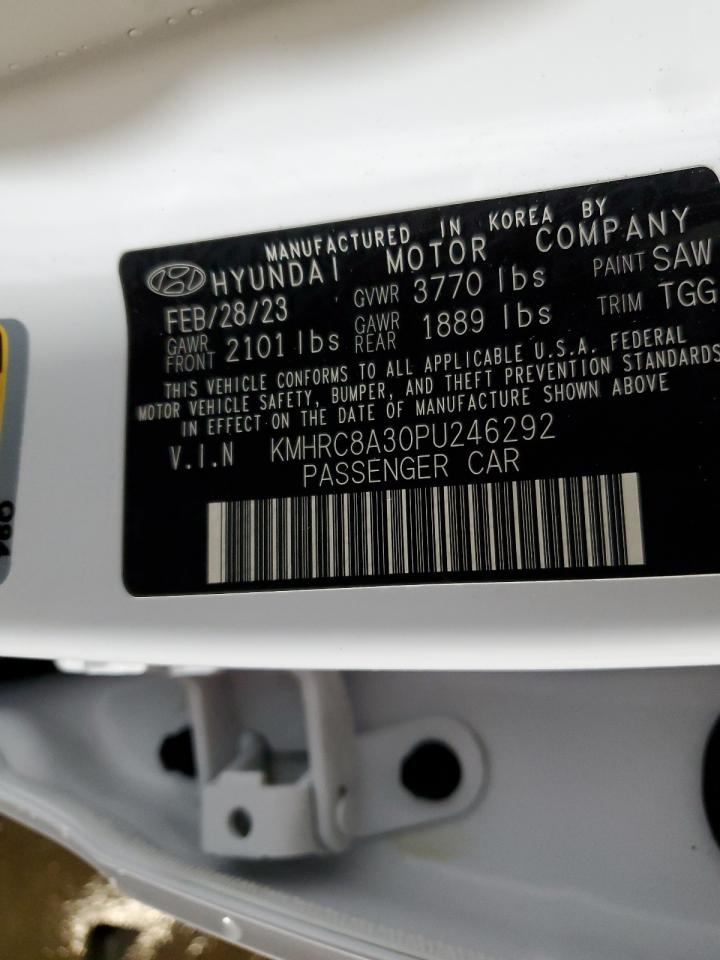 MANUFACTURED IN KOREA BY
HYUNDAI MOTOR COMPANY
FEB/28/23 GVWR 3770 lbs PAINT SAW
GAWR FRONT 2101 lbs GAWR REAR 1889 lbs TRIM TGG
THIS VEHICLE CONFORMS TO ALL APPLICABLE U.S.A. FEDERAL
MOTOR VEHICLE SAFETY, BUMPER, AND THEFT PREVENTION STANDARDS
IN EFFECT ON THE DATE OF MANUFACTURE SHOWN ABOVE
V.I.N KMHRC8A30PU246292
PASSENGER CAR